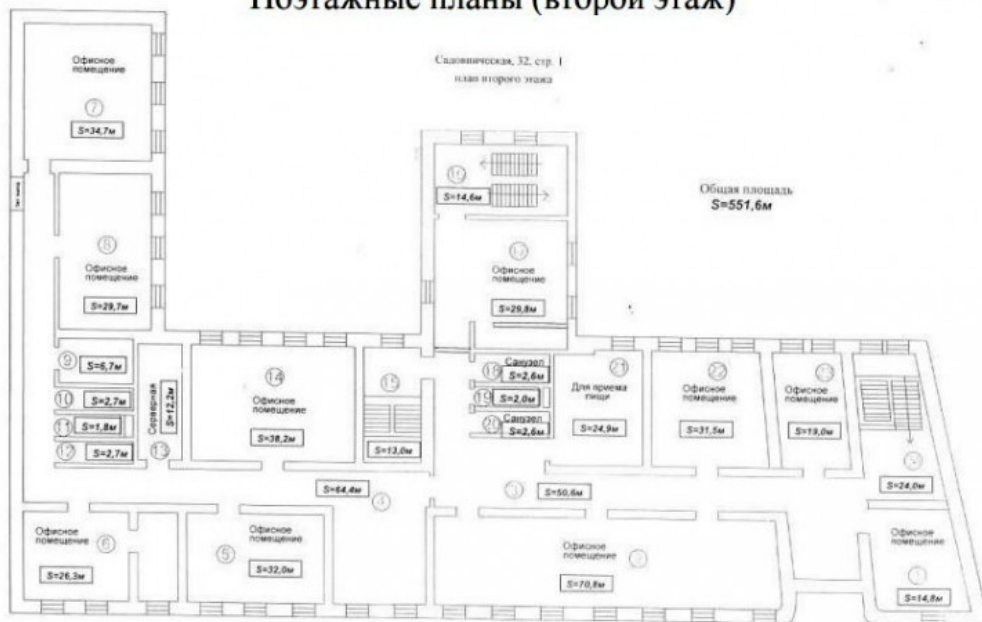 Поэтажные планы (второй этаж)
Садовническая, 32, стр. 1
план второго этажа
Общая площадь
S=551,6м
Офисное
помещение
7
S=34,7м
8
Офисное
помещение
S=29,7м
16
S=14,6м
17
Офисное
помещение
S=29,8м
9
S=6,7м
10
S=2,7м
11
S=1,8м
12
S=2,7м
Серверная
S=12,2м
13
14
Офисное
помещение
S=38,2м
15
S=13,0м
Санузел
18
S=2,6м
19
S=2,0м
Санузел
20
S=2,6м
21
Для приема
пищи
S=24,9м
22
Офисное
помещение
S=31,5м
23
Офисное
помещение
S=19,0м
S=24,0м
S=64,4м
4
3
S=50,6м
Офисное
помещение
6
S=26,3м
Офисное
помещение
5
S=32,0м
Офисное
помещение
2
S=70,8м
Офисное
помещение
1
S=14,8м